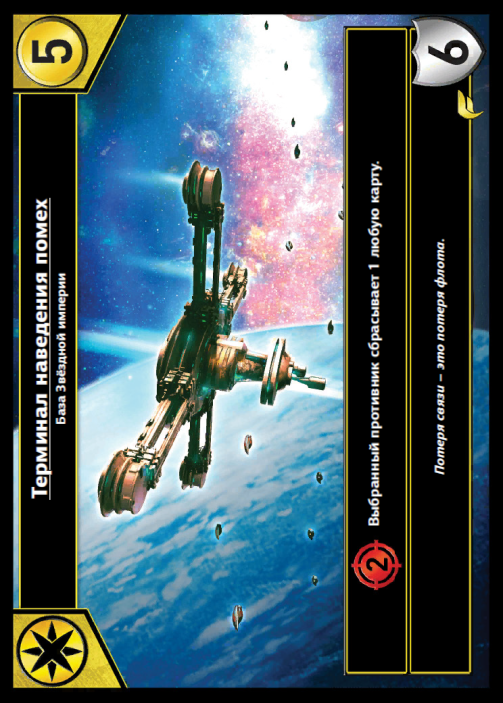 Терминал наведения помех
База Звёздной империи
5
2
Выбранный противник сбрасывает 1 любую карту.
Потеря связи – это потеря флота.
6